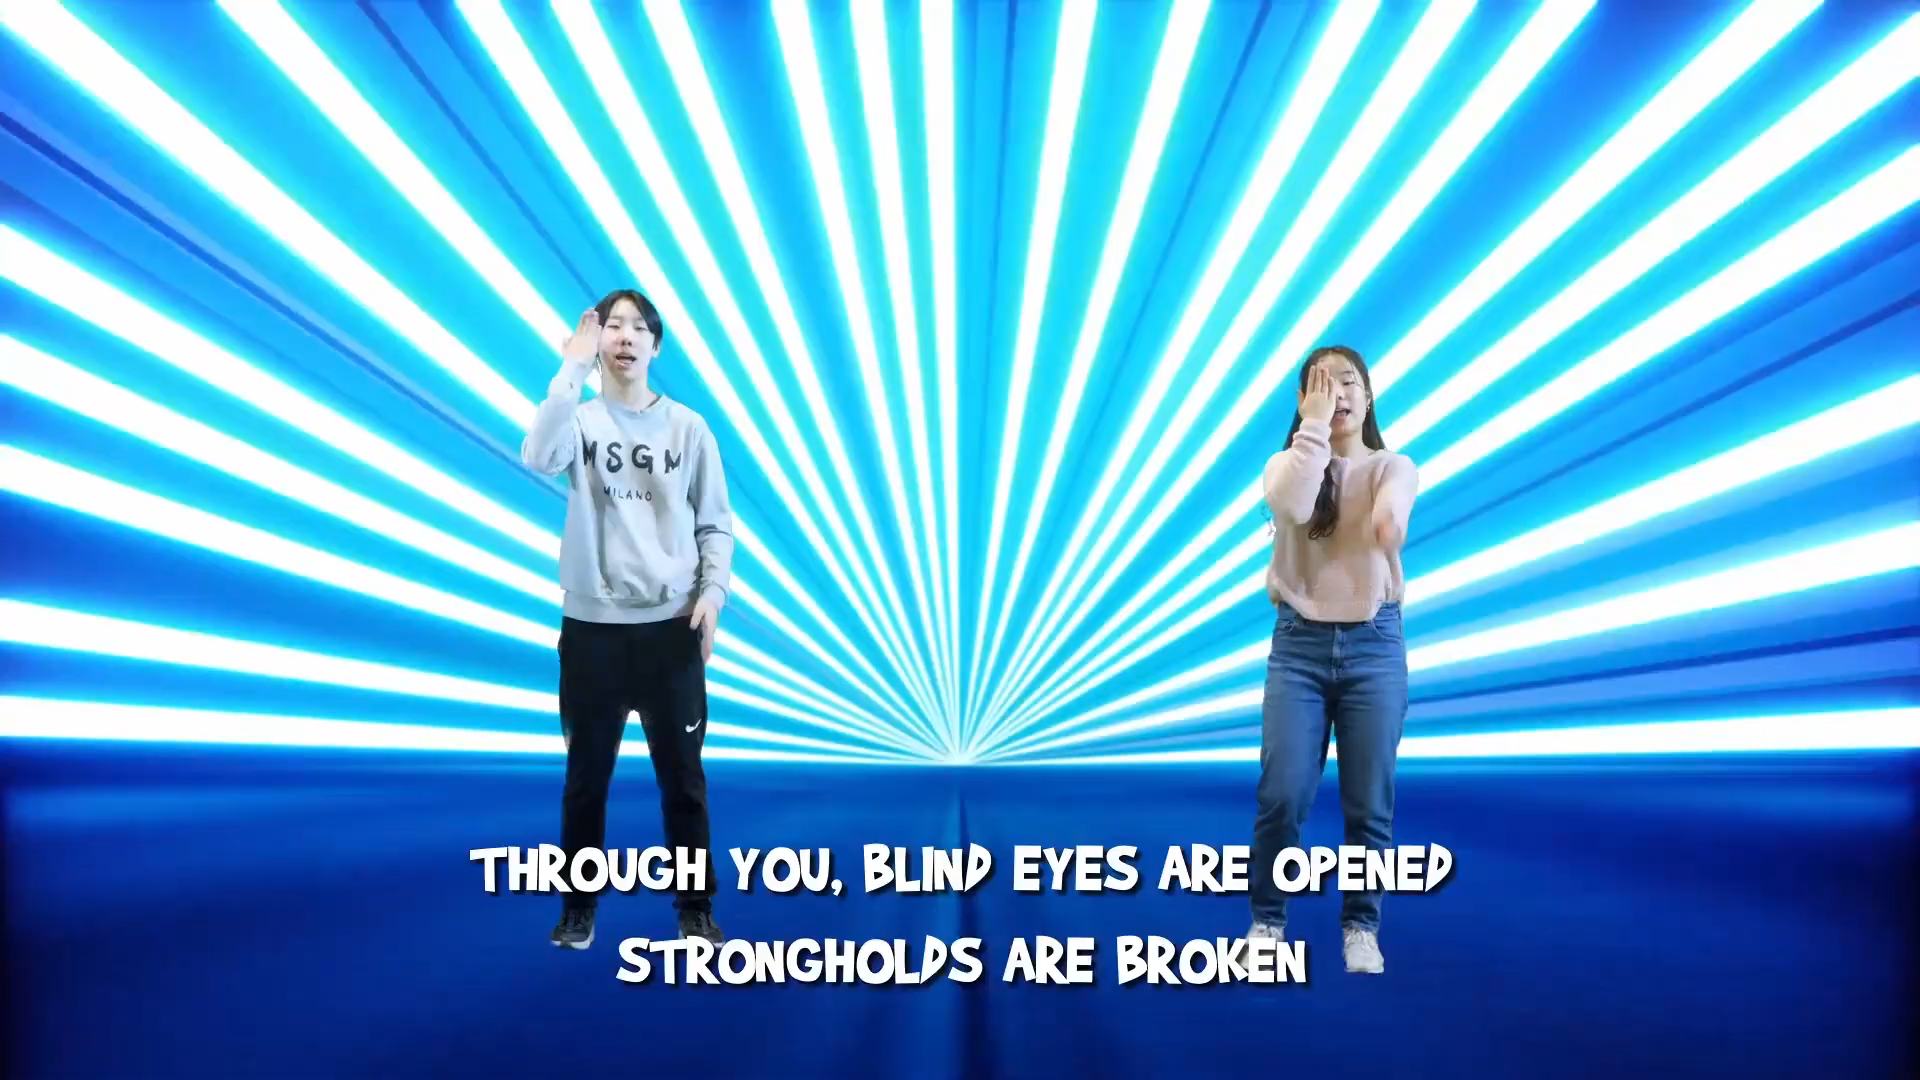 MSGM
MILANO
THROUGH YOU, BLIND EYES ARE OPENED
STRONGHOLDS ARE BROKEN